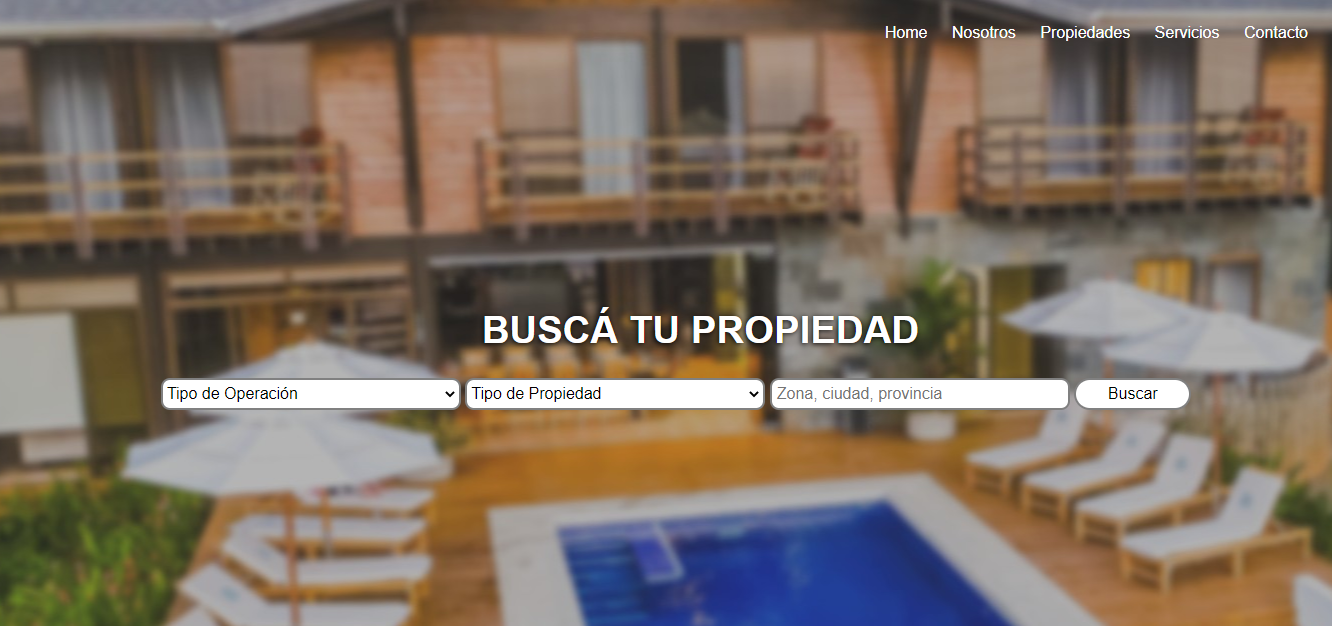 Home Nosotros Propiedades Servicios Contacto
BUSCÁ TU PROPIEDAD
Tipo de Operación Tipo de Propiedad Zona, ciudad, provincia Buscar